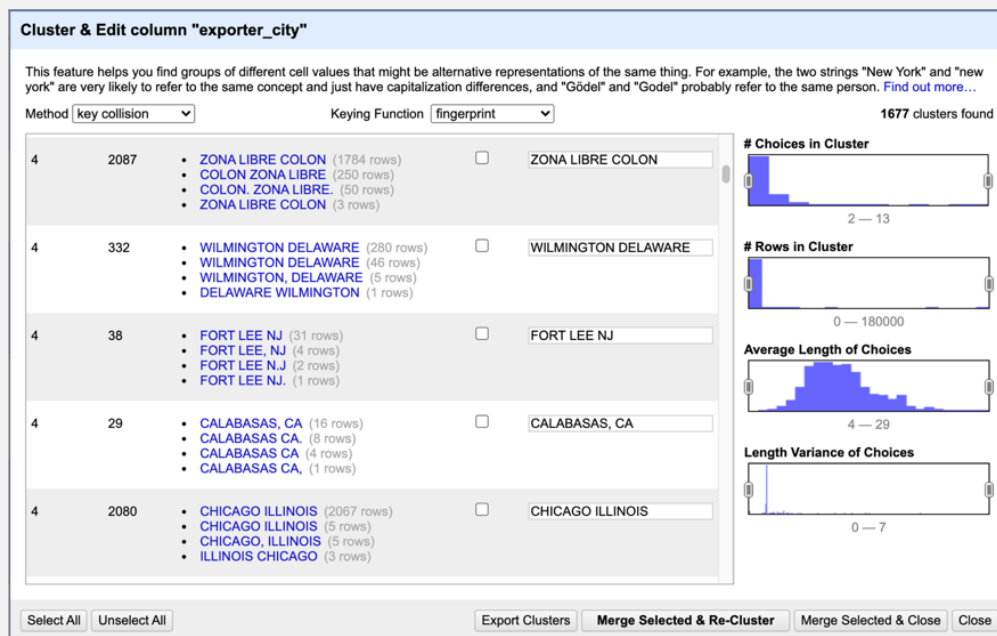 Cluster & Edit column "exporter_city"
This feature helps you find groups of different cell values that might be alternative representations of the same thing. For example, the two strings "New York" and "new
york" are very likely to refer to the same concept and just have capitalization differences, and "Gödel" and "Godel" probably refer to the same person. Find out more…
Method key collision Keying Function fingerprint 1677 clusters found
4 2087 • ZONA LIBRE COLON (1784 rows) ZONA LIBRE COLON
• COLON ZONA LIBRE (250 rows)
• COLON. ZONA LIBRE. (50 rows)
• ZONA LIBRE COLON (3 rows)
4 332 • WILMINGTON DELAWARE (280 rows) WILMINGTON DELAWARE
• WILMINGTON DELAWARE (46 rows)
• WILMINGTON, DELAWARE (5 rows)
• DELAWARE WILMINGTON (1 rows)
4 38 • FORT LEE NJ (31 rows) FORT LEE NJ
• FORT LEE, NJ (4 rows)
• FORT LEE N.J (2 rows)
• FORT LEE NJ. (1 rows)
4 29 • CALABASAS, CA (16 rows) CALABASAS, CA
• CALABASAS CA. (8 rows)
• CALABASAS CA (4 rows)
• CALABASAS CA, (1 rows)
4 2080 • CHICAGO ILLINOIS (2067 rows) CHICAGO ILLINOIS
• CHICAGO ILLINOIS (5 rows)
• CHICAGO, ILLINOIS (5 rows)
• ILLINOIS CHICAGO (3 rows)
# Choices in Cluster
2 — 13
# Rows in Cluster
0 — 180000
Average Length of Choices
4 — 29
Length Variance of Choices
0 — 7
Select All Unselect All Export Clusters Merge Selected & Re-Cluster Merge Selected & Close Close